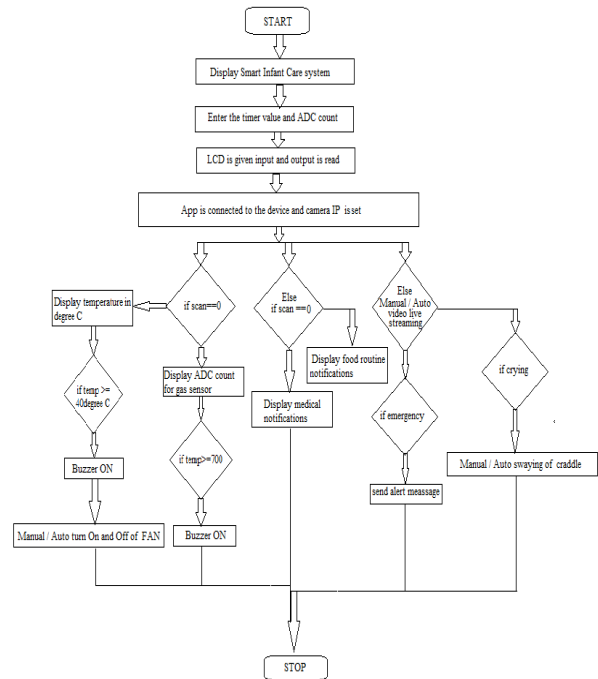 START
Display Smart Infant Care system
Enter the timer value and ADC count
LCD is given input and output is read
App is connected to the device and camera IP is set
Display temperature in
degree C
if scan==0
Else
if scan ==0
Else
Manual / Auto
video live
streaming
if temp >=
40degree C
Display ADC count
for gas sensor
Display food routine
notifications
Display medical
notifications
if emergency
if crying
Buzzer ON
if temp>=700
send alert meassage
Manual / Auto swaying of craddle
Manual / Auto turn On and Off of FAN
Buzzer ON
STOP